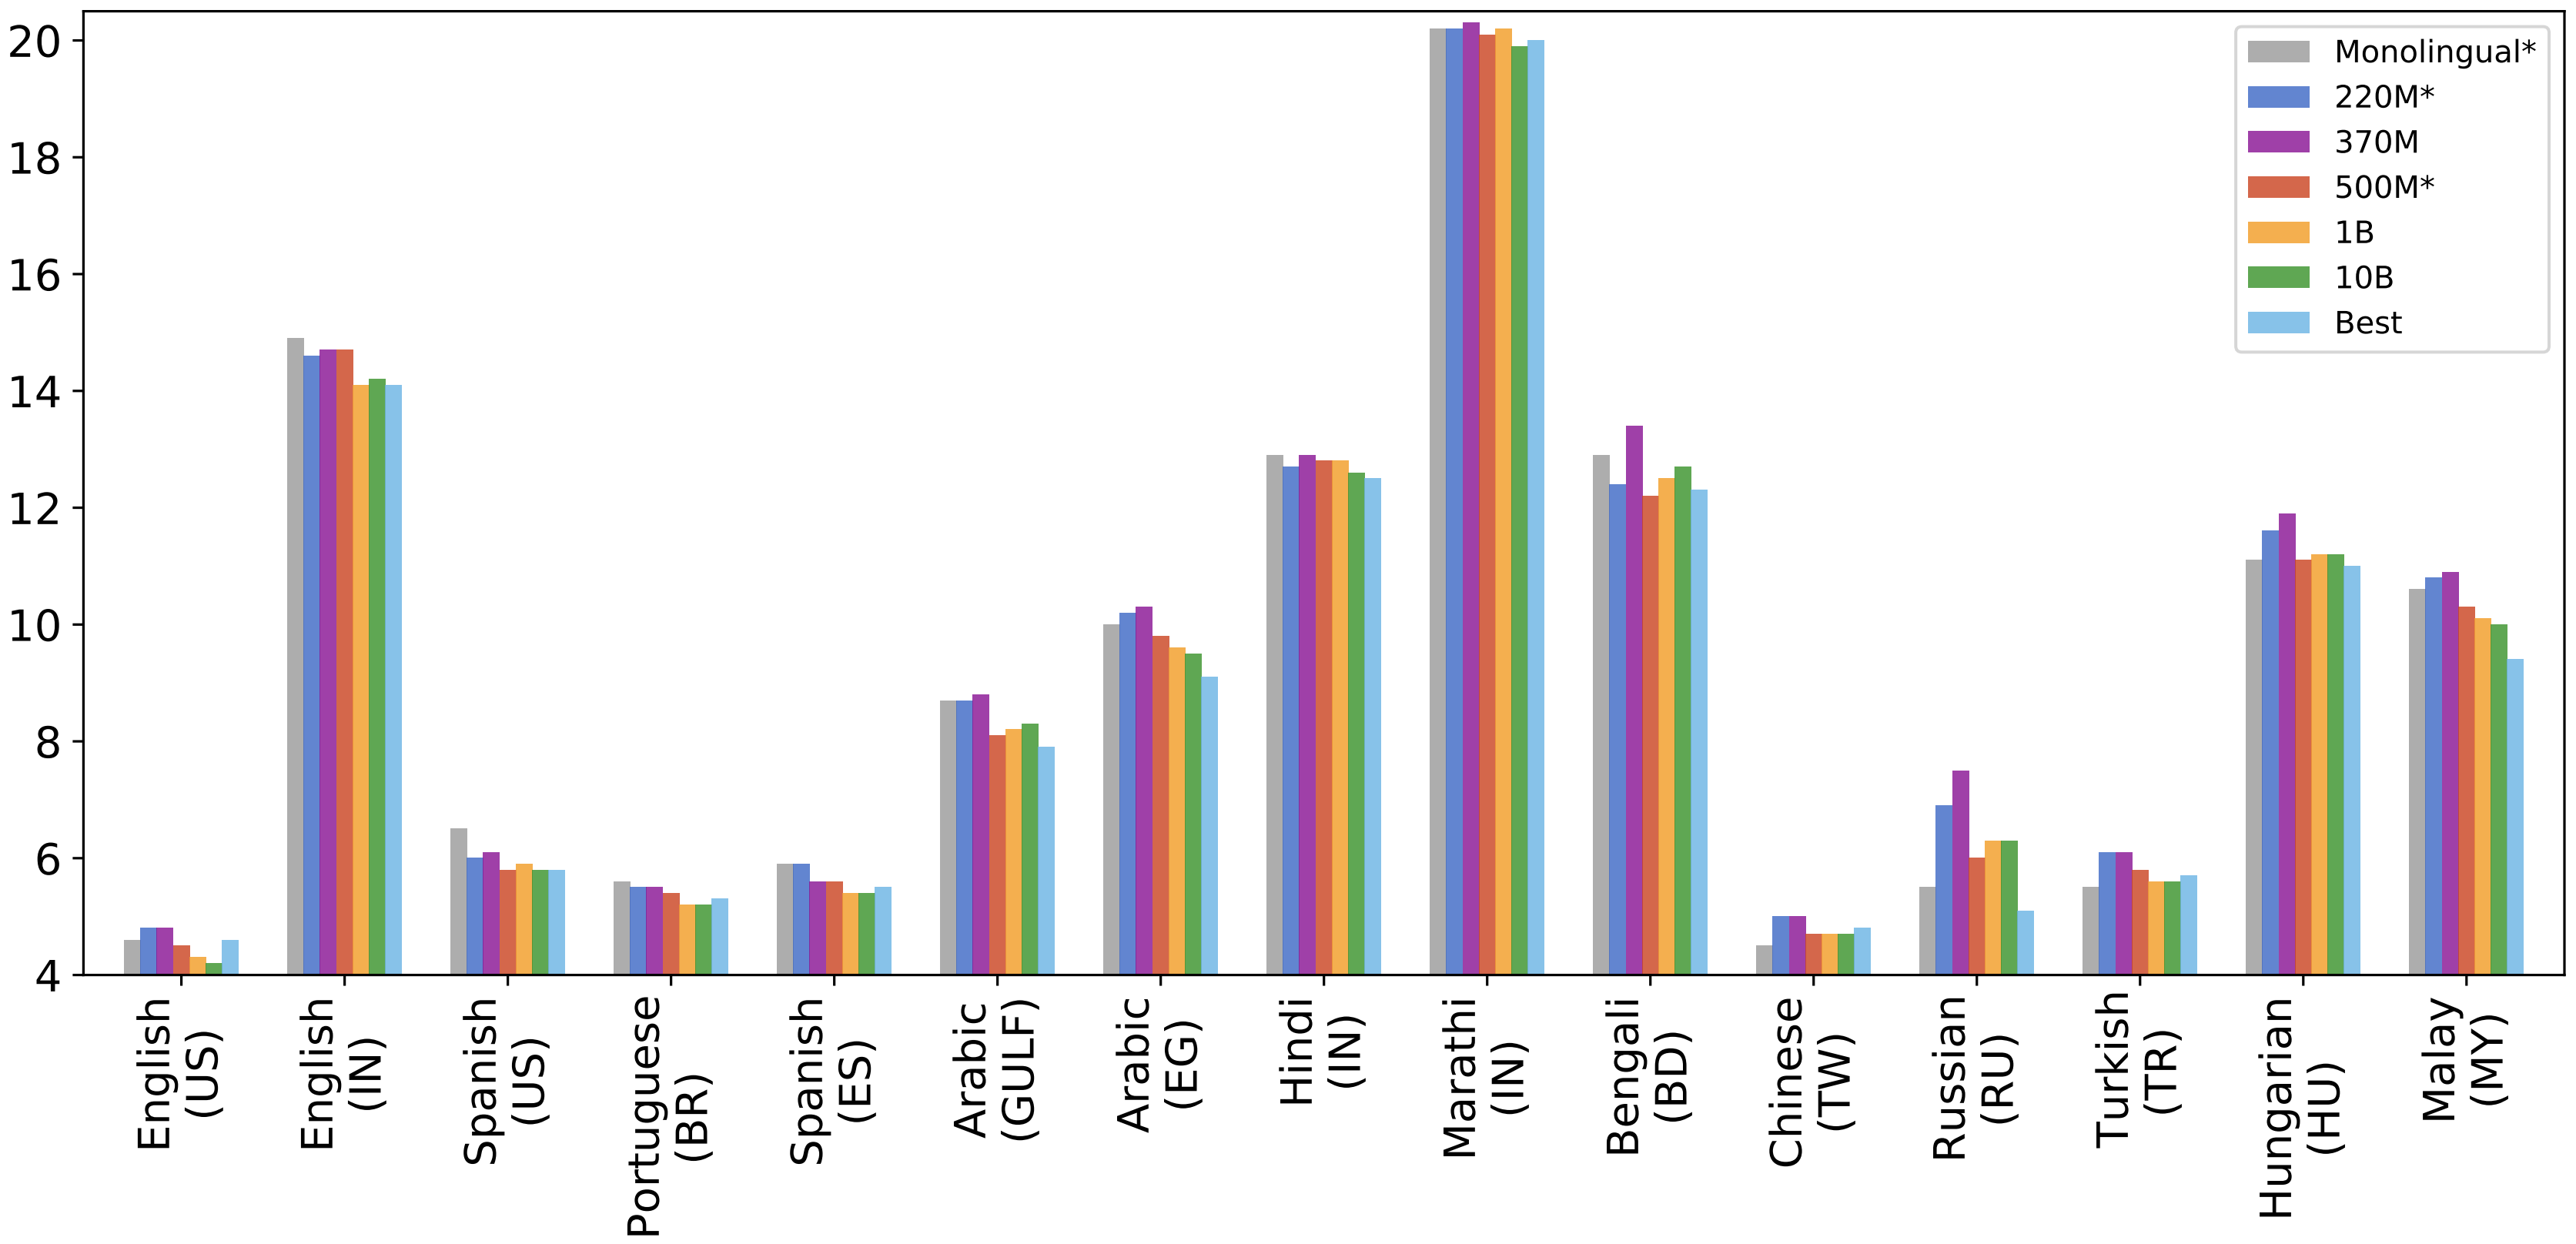 20
18
16
14
12
10
8
6
4
Monolingual*
220M*
370M
500M*
1B
10B
Best
English
(US)
English
(IN)
Spanish
(US)
Portuguese
(BR)
Spanish
(ES)
Arabic
(GULF)
Arabic
(EG)
Hindi
(IN)
Marathi
(IN)
Bengali
(BD)
Chinese
(TW)
Russian
(RU)
Turkish
(TR)
Hungarian
(HU)
Malay
(MY)